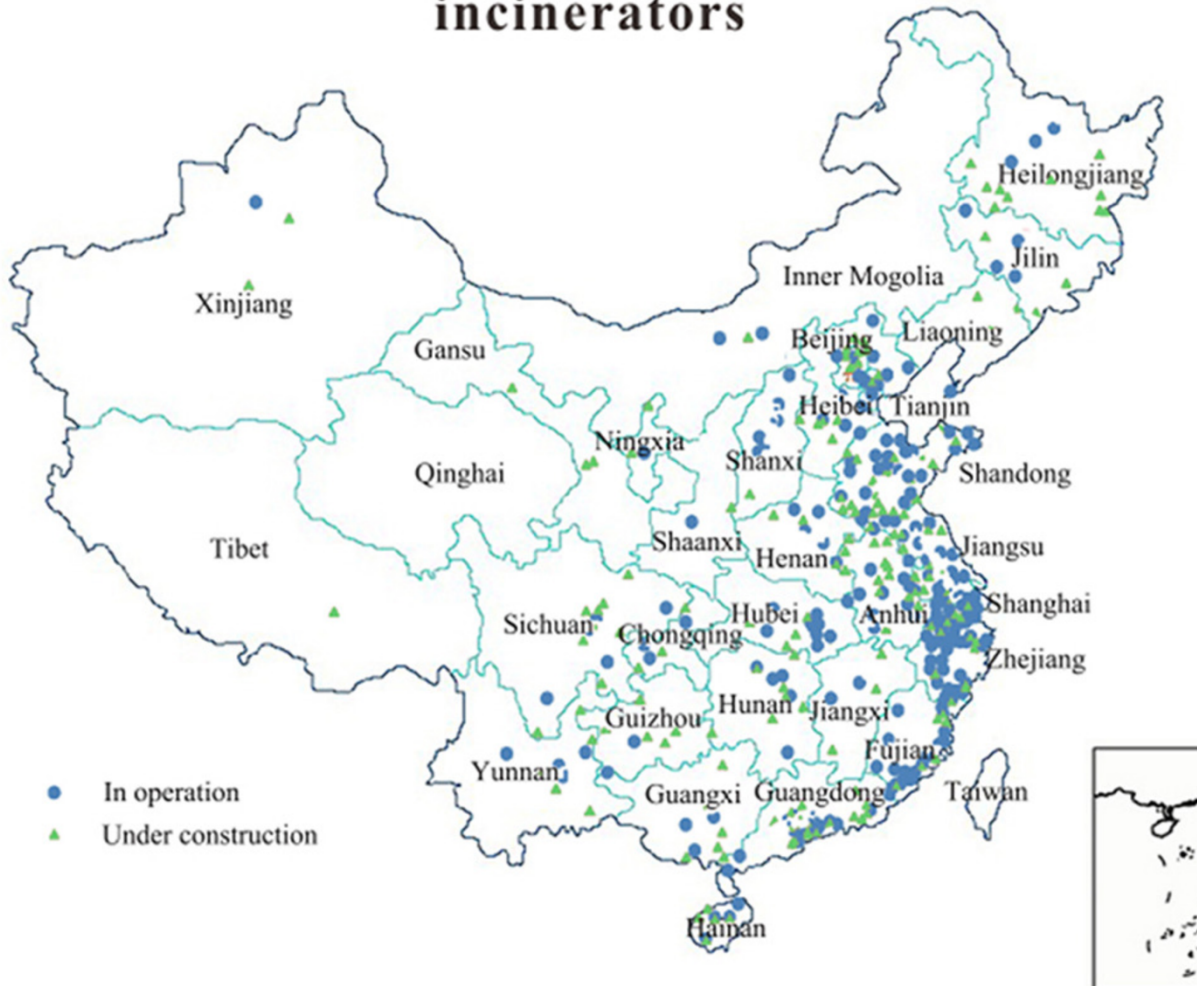 incinerators
Heilongjiang
Jilin
Inner Mogolia
Xinjiang
Liaoning
Beijing
Gansu
Heibei
Tianjin
Ningxia
Shanxi
Qinghai
Shandong
Shaanxi
Tibet
Henan
Jiangsu
Shanghai
Hubei
Anhui
Sichuan
Chongqing
Zhejiang
Hunan
Jiangxi
Guizhou
Fujian
Yunnan
Guangxi
Guangdong
Taiwan
In operation
Under construction
Hainan